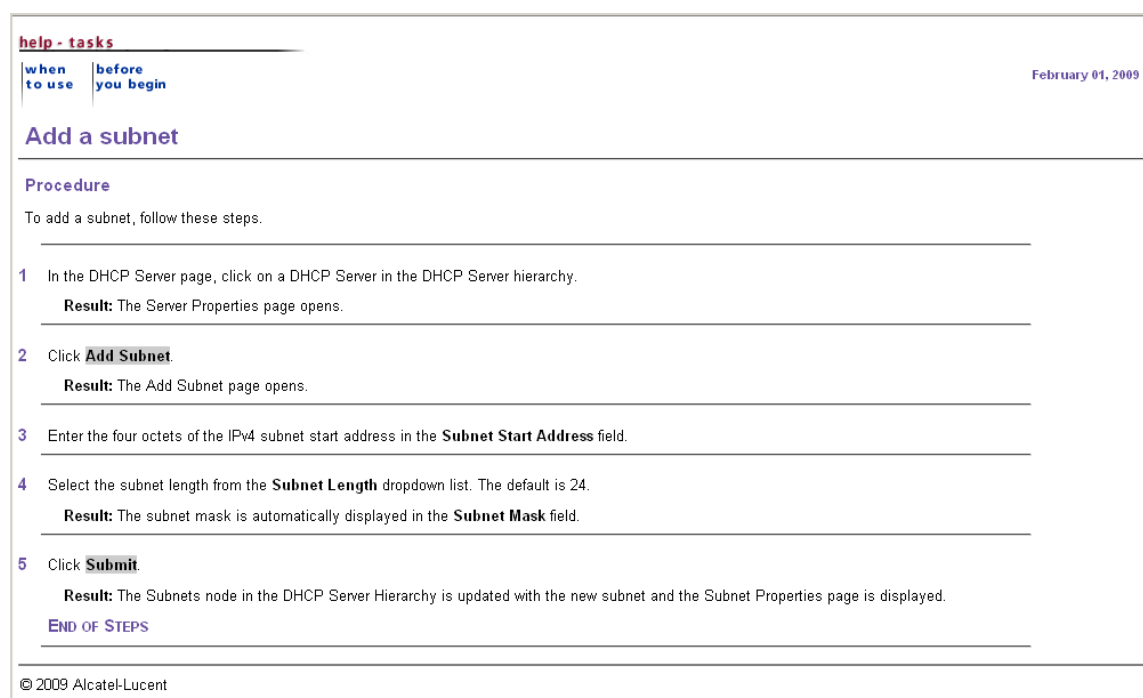 help - tasks
when to use
before you begin
February 01, 2009
Add a subnet
Procedure
To add a subnet, follow these steps.
1 In the DHCP Server page, click on a DHCP Server in the DHCP Server hierarchy.
Result: The Server Properties page opens.
2 Click Add Subnet.
Result: The Add Subnet page opens.
3 Enter the four octets of the IPv4 subnet start address in the Subnet Start Address field.
4 Select the subnet length from the Subnet Length dropdown list. The default is 24.
Result: The subnet mask is automatically displayed in the Subnet Mask field.
5 Click Submit.
Result: The Subnets node in the DHCP Server Hierarchy is updated with the new subnet and the Subnet Properties page is displayed.
END OF STEPS
© 2009 Alcatel-Lucent